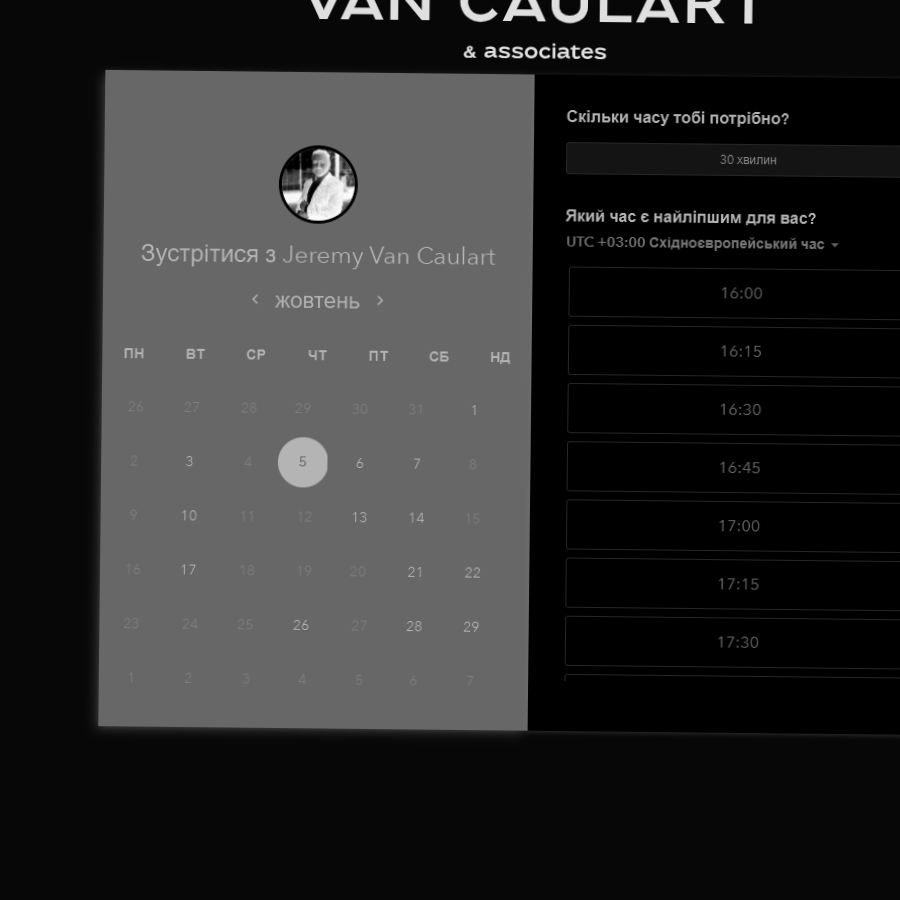 VAN CAULART
& associates
Зустрітися з Jeremy Van Caulart
жовтень
ПН ВТ СР ЧТ ПТ СБ НД
26 27 28 29 30 31 1
2 3 4 5 6 7 8
9 10 11 12 13 14 15
16 17 18 19 20 21 22
23 24 25 26 27 28 29
1 2 3 4 5 6 7
Скільки часу тобі потрібно?
30 хвилин
Який час є найліпшим для вас?
UTC +03:00 Східноєвропейський час
16:00
16:15
16:30
16:45
17:00
17:15
17:30